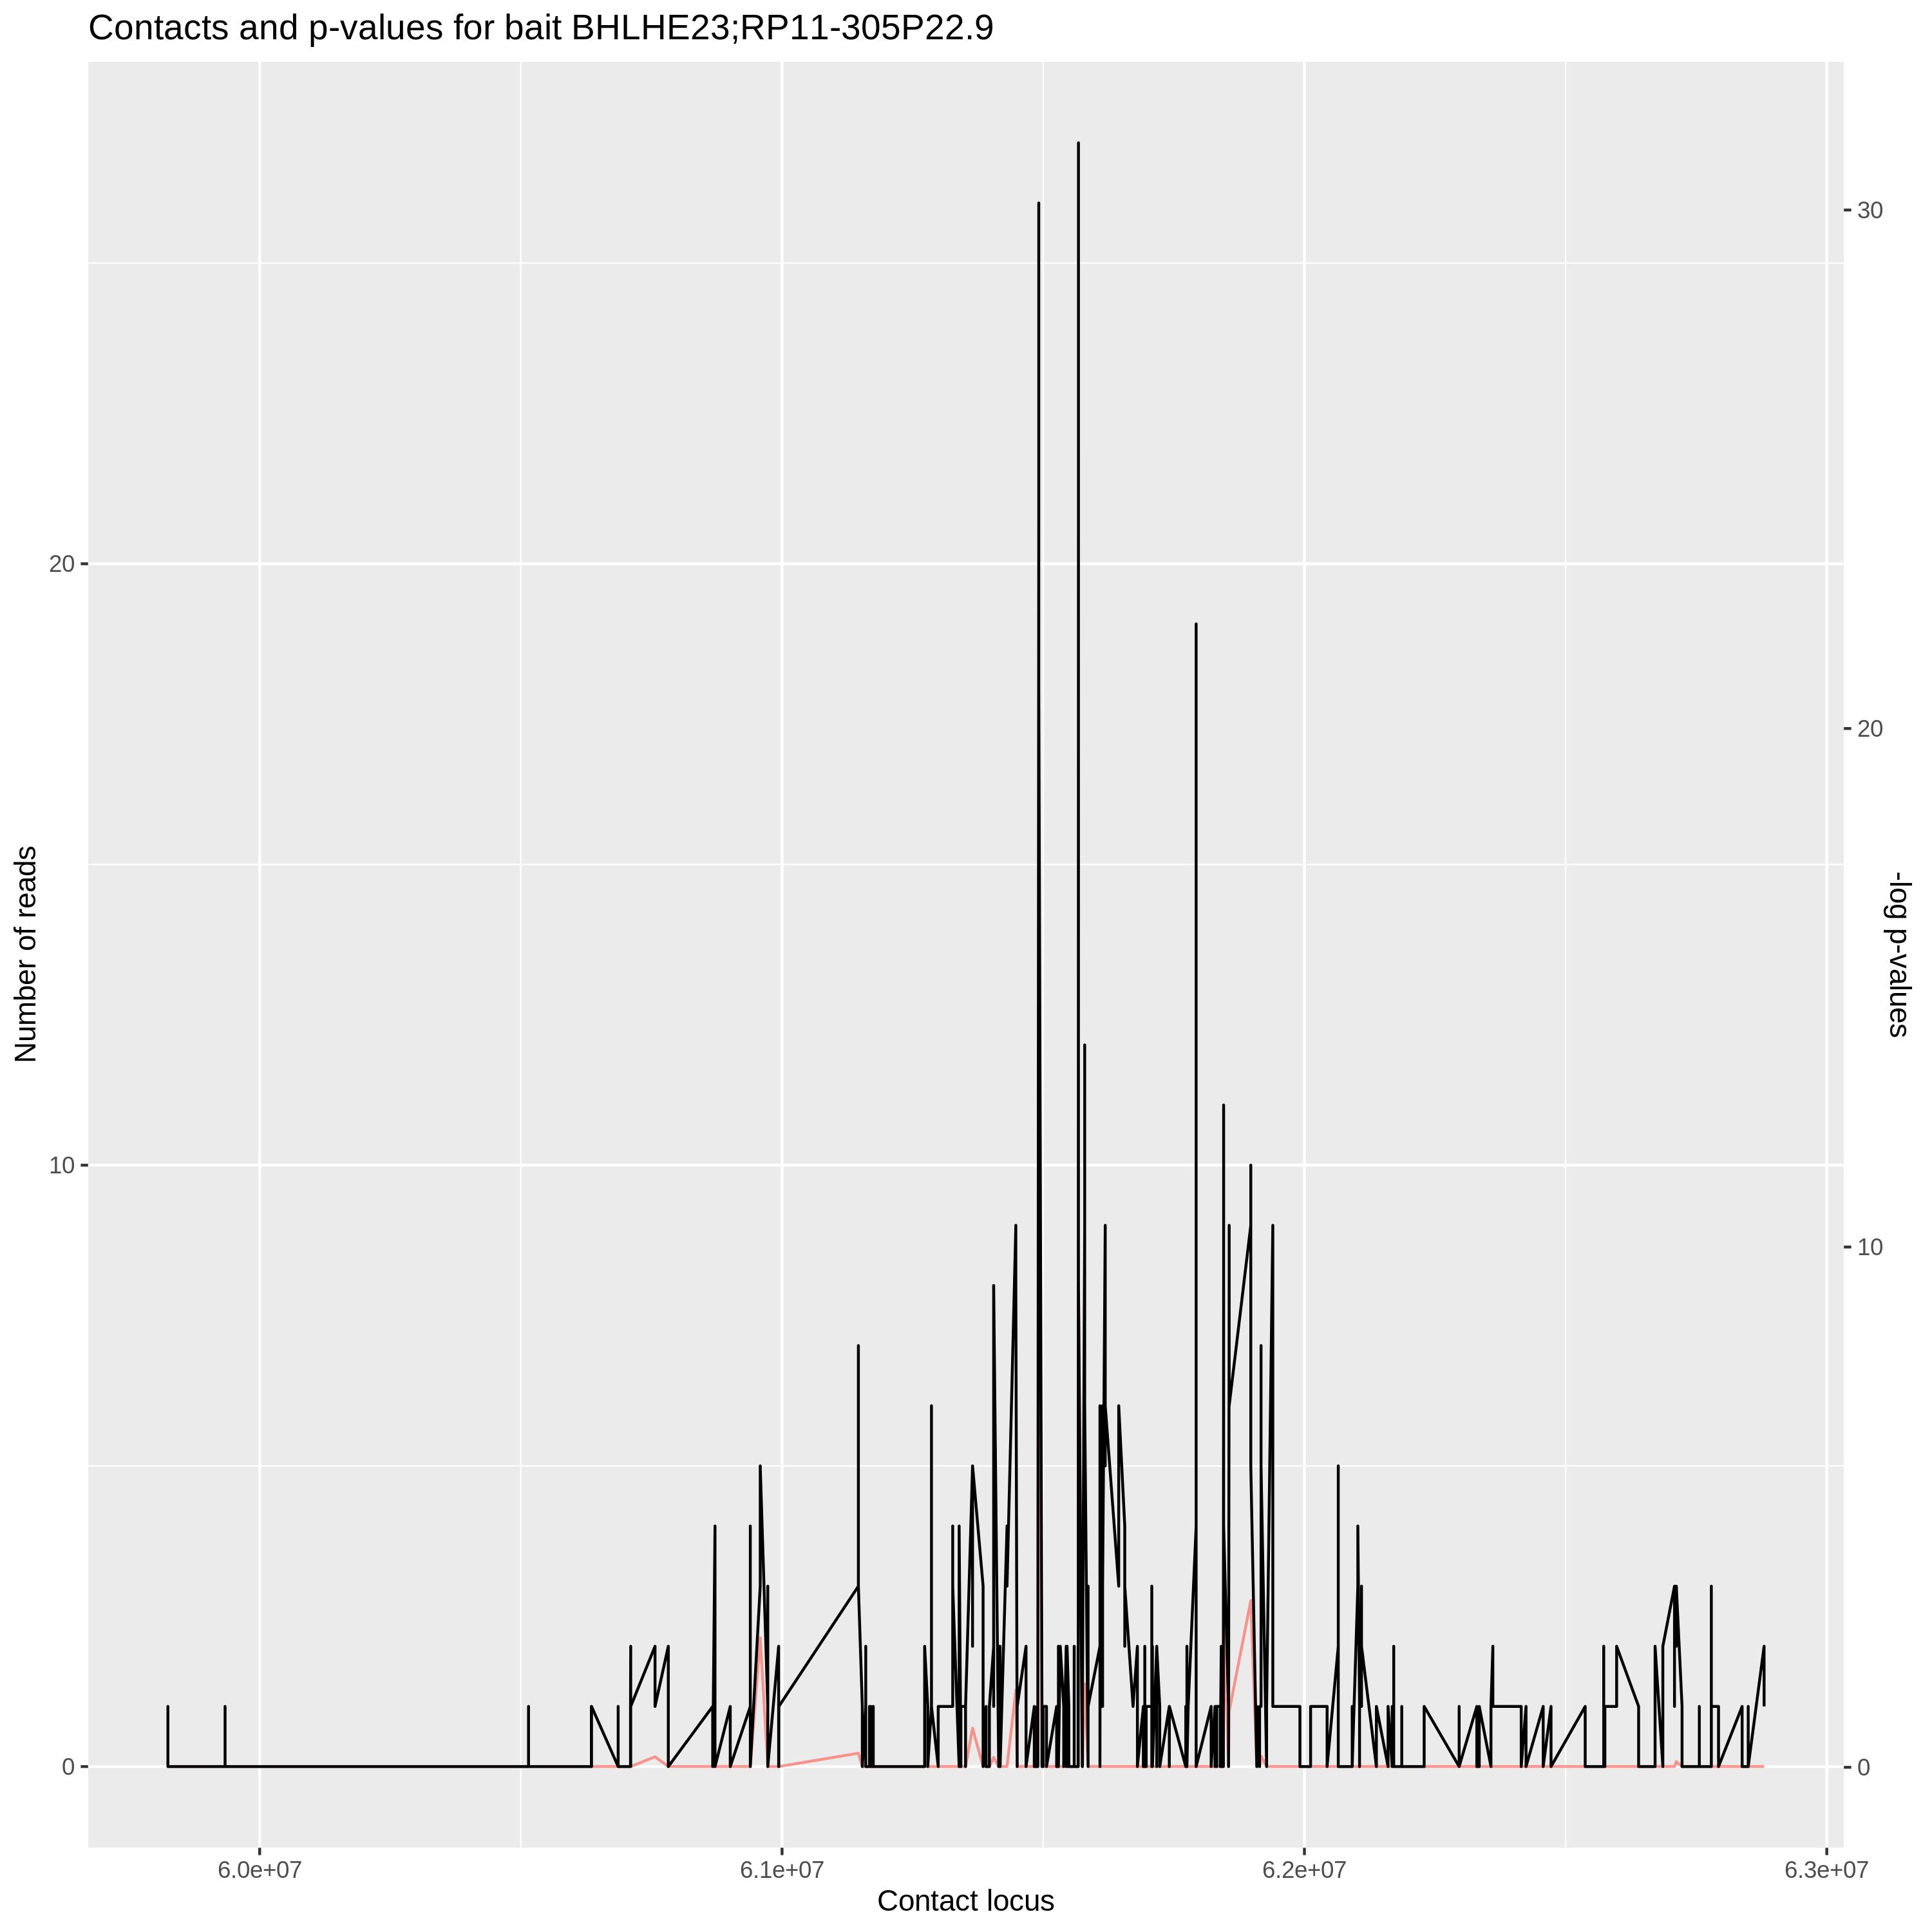 Contacts and p-values for bait BHLHE23;RP11-305P22.9
30
20
20
Number of reads
-log p-values
10
10
0
0
6.0e+07 6.1e+07 6.2e+07 6.3e+07
Contact locus